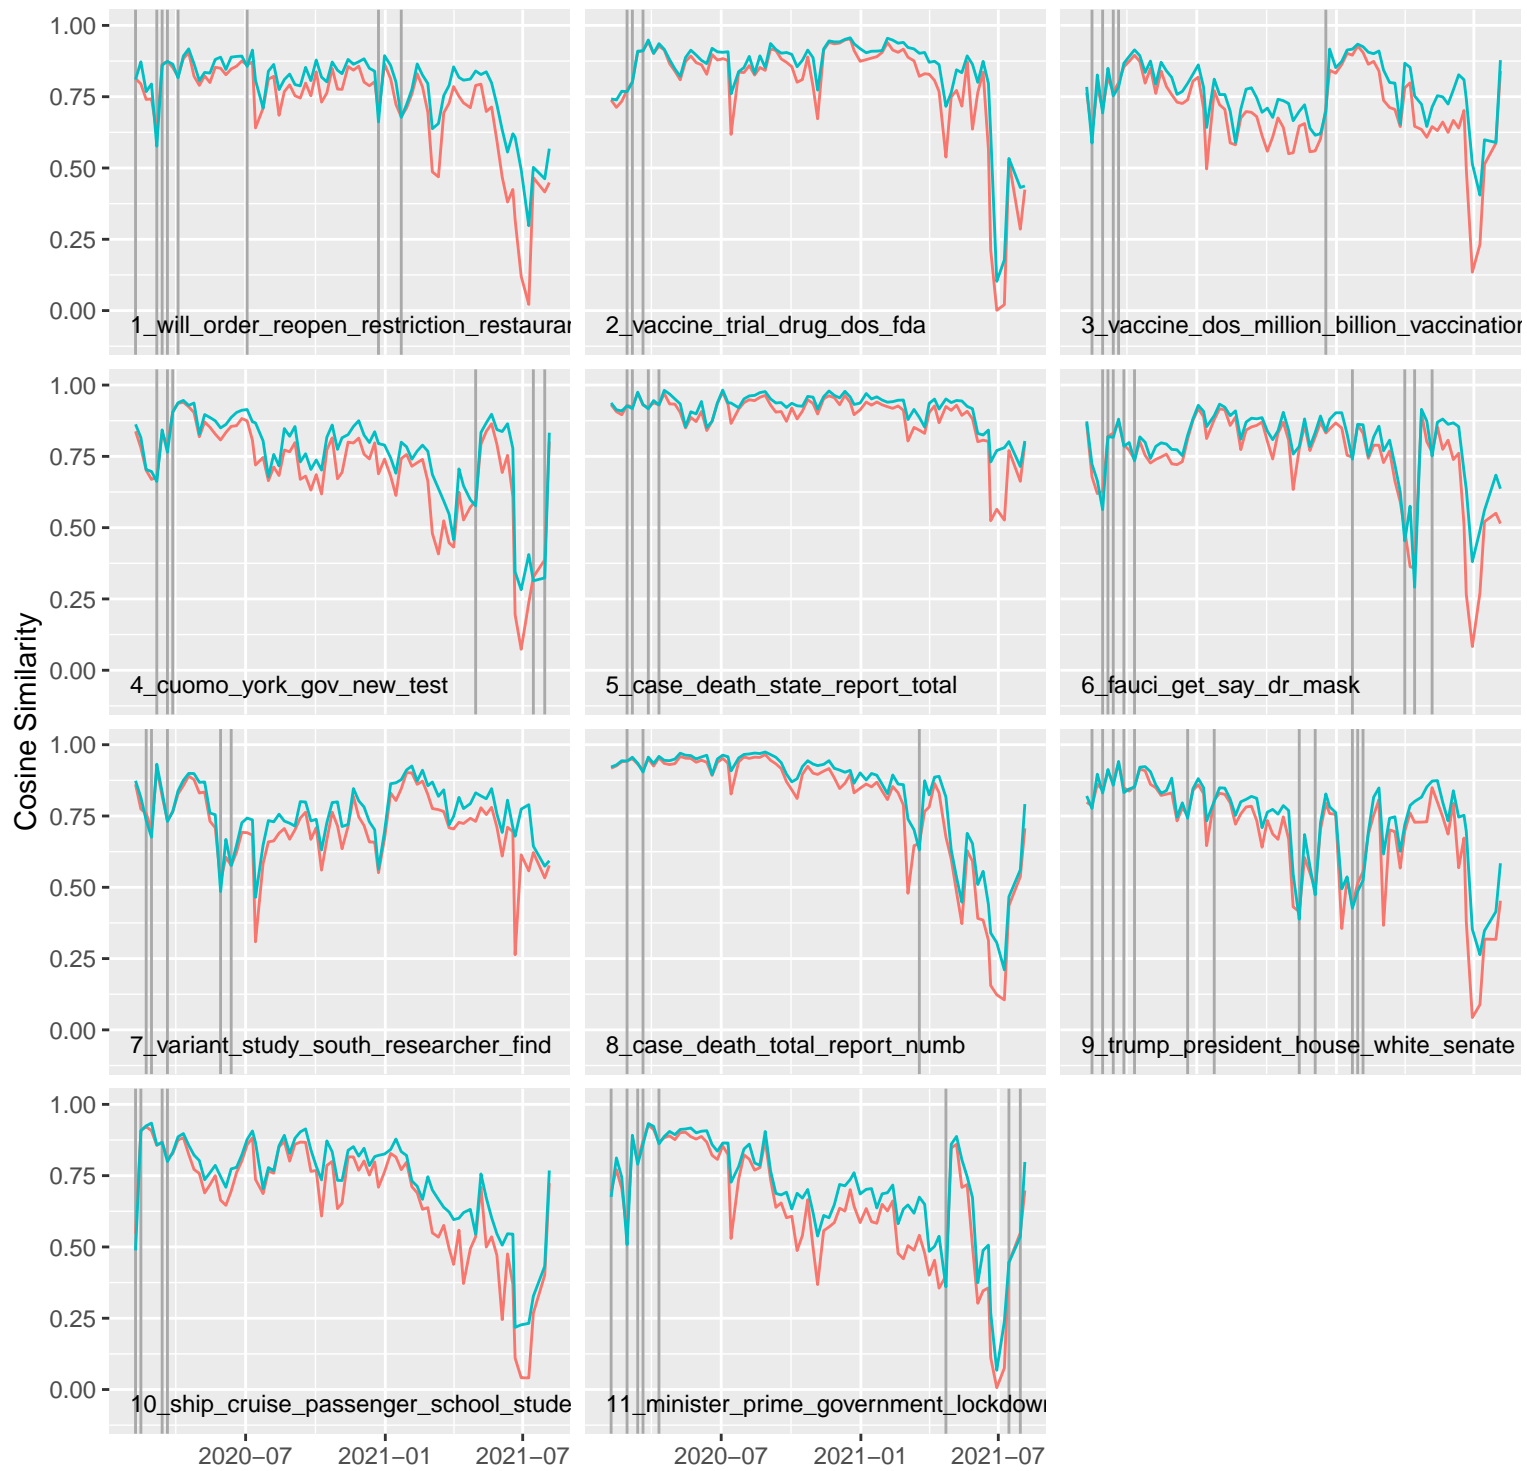 1.00
0.75
0.50
0.25
0.00
1_will_order_reopen_restriction_restaurar
2_vaccine_trial_drug_dos_fda
3_vaccine_dos_million_billion_vaccination
1.00
0.75
0.50
0.25
0.00
4_cuomo_york_gov_new_test
5_case_death_state_report_total
6_fauci_get_say_dr_mask
Cosine Similarity
1.00
0.75
0.50
0.25
0.00
7_variant_study_south_researcher_find
8_case_death_total_report_numb
9_trump_president_house_white_senate
1.00
0.75
0.50
0.25
0.00
10_ship_cruise_passenger_school_stude
11_minister_prime_government_lockdown
2020−07 2021−01 2021−07 2020−07 2021−01 2021−07